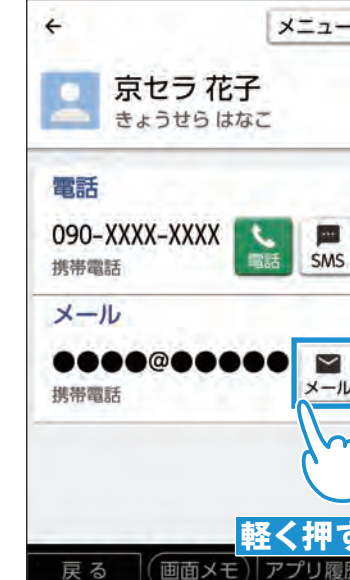 ← メニュー
京セラ 花子
きょうせら はなこ
電話
090-XXXX-XXXX 電話 SMS
携帯電話
メール
●●●●@●●●●● メール
携帯電話
軽く押す
戻る 画面メモ アプリ履歴